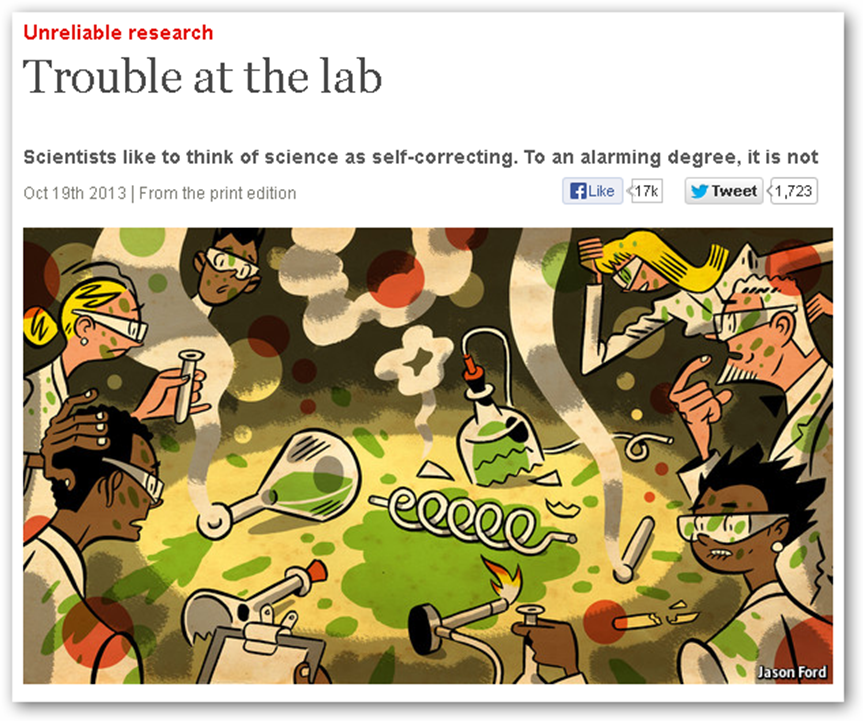 Unreliable research
Trouble at the lab
Scientists like to think of science as self-correcting. To an alarming degree, it is not
Oct 19th 2013 | From the print edition
Like 17k Tweet 1,723
Jason Ford